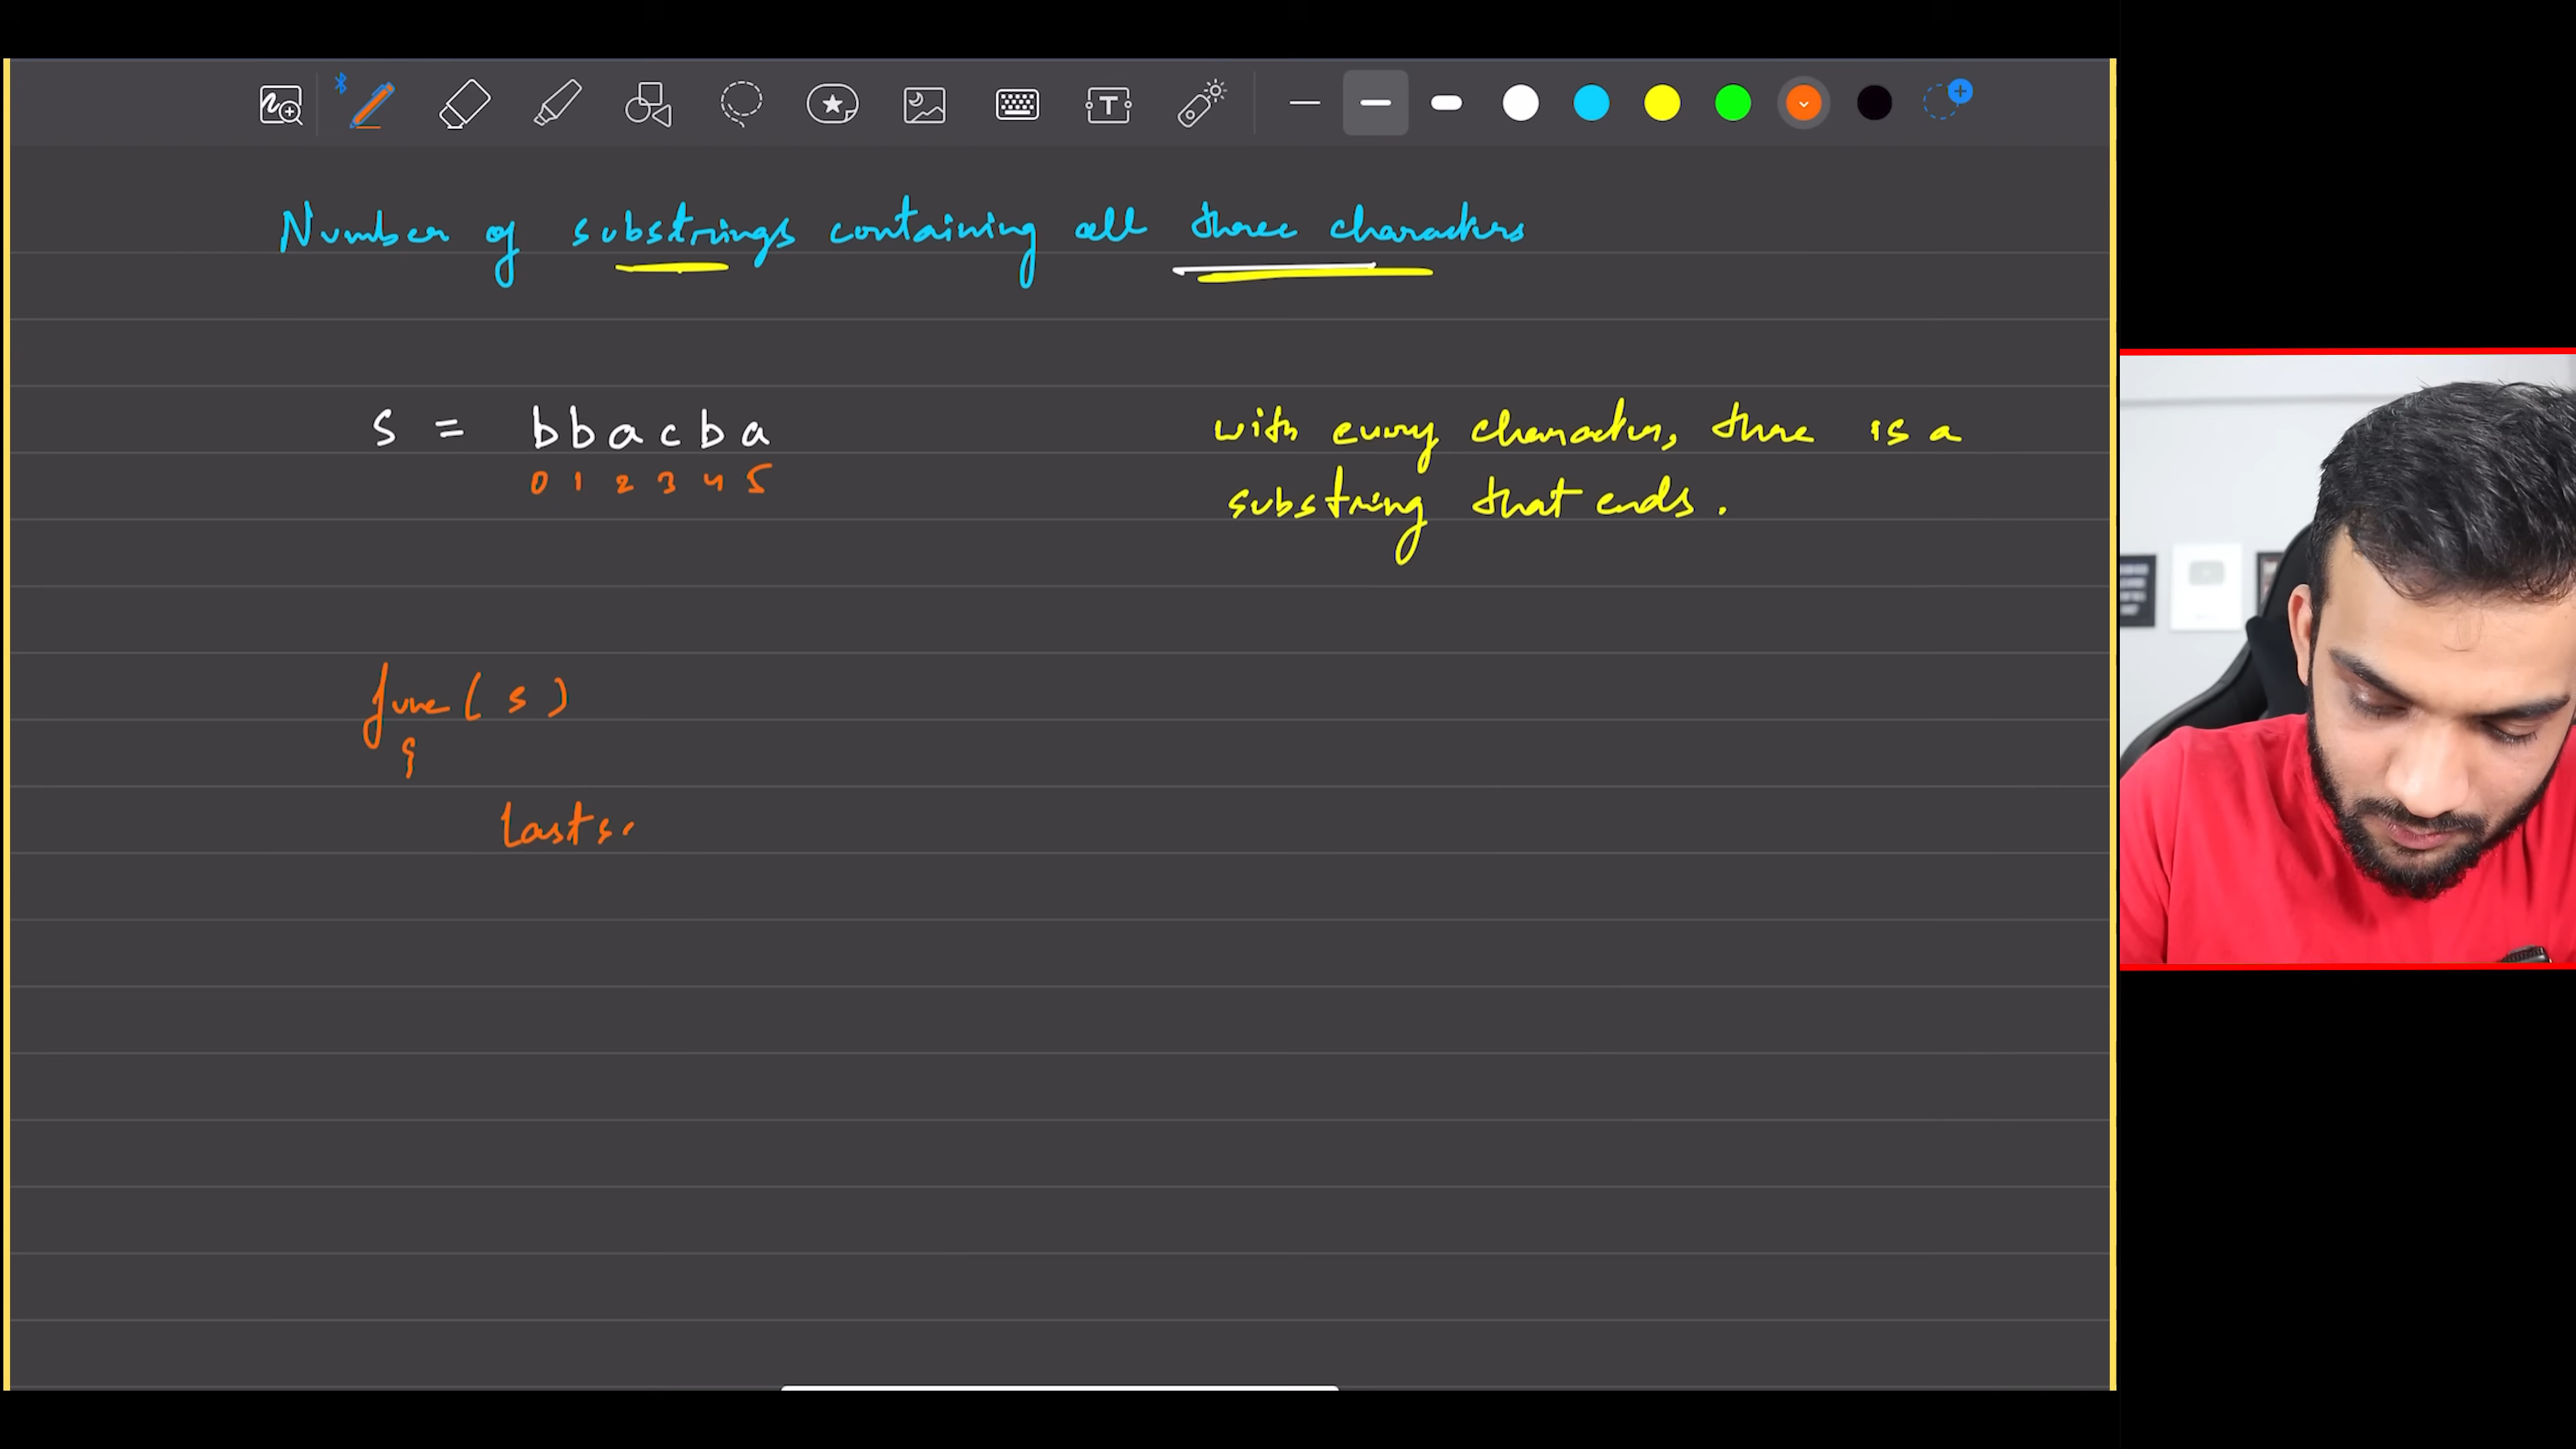 Number of substrings containing all three characters
s = bbacba
0 1 2 3 4 5
with every character, there is a
substring that ends.
func(s)
{
lasts